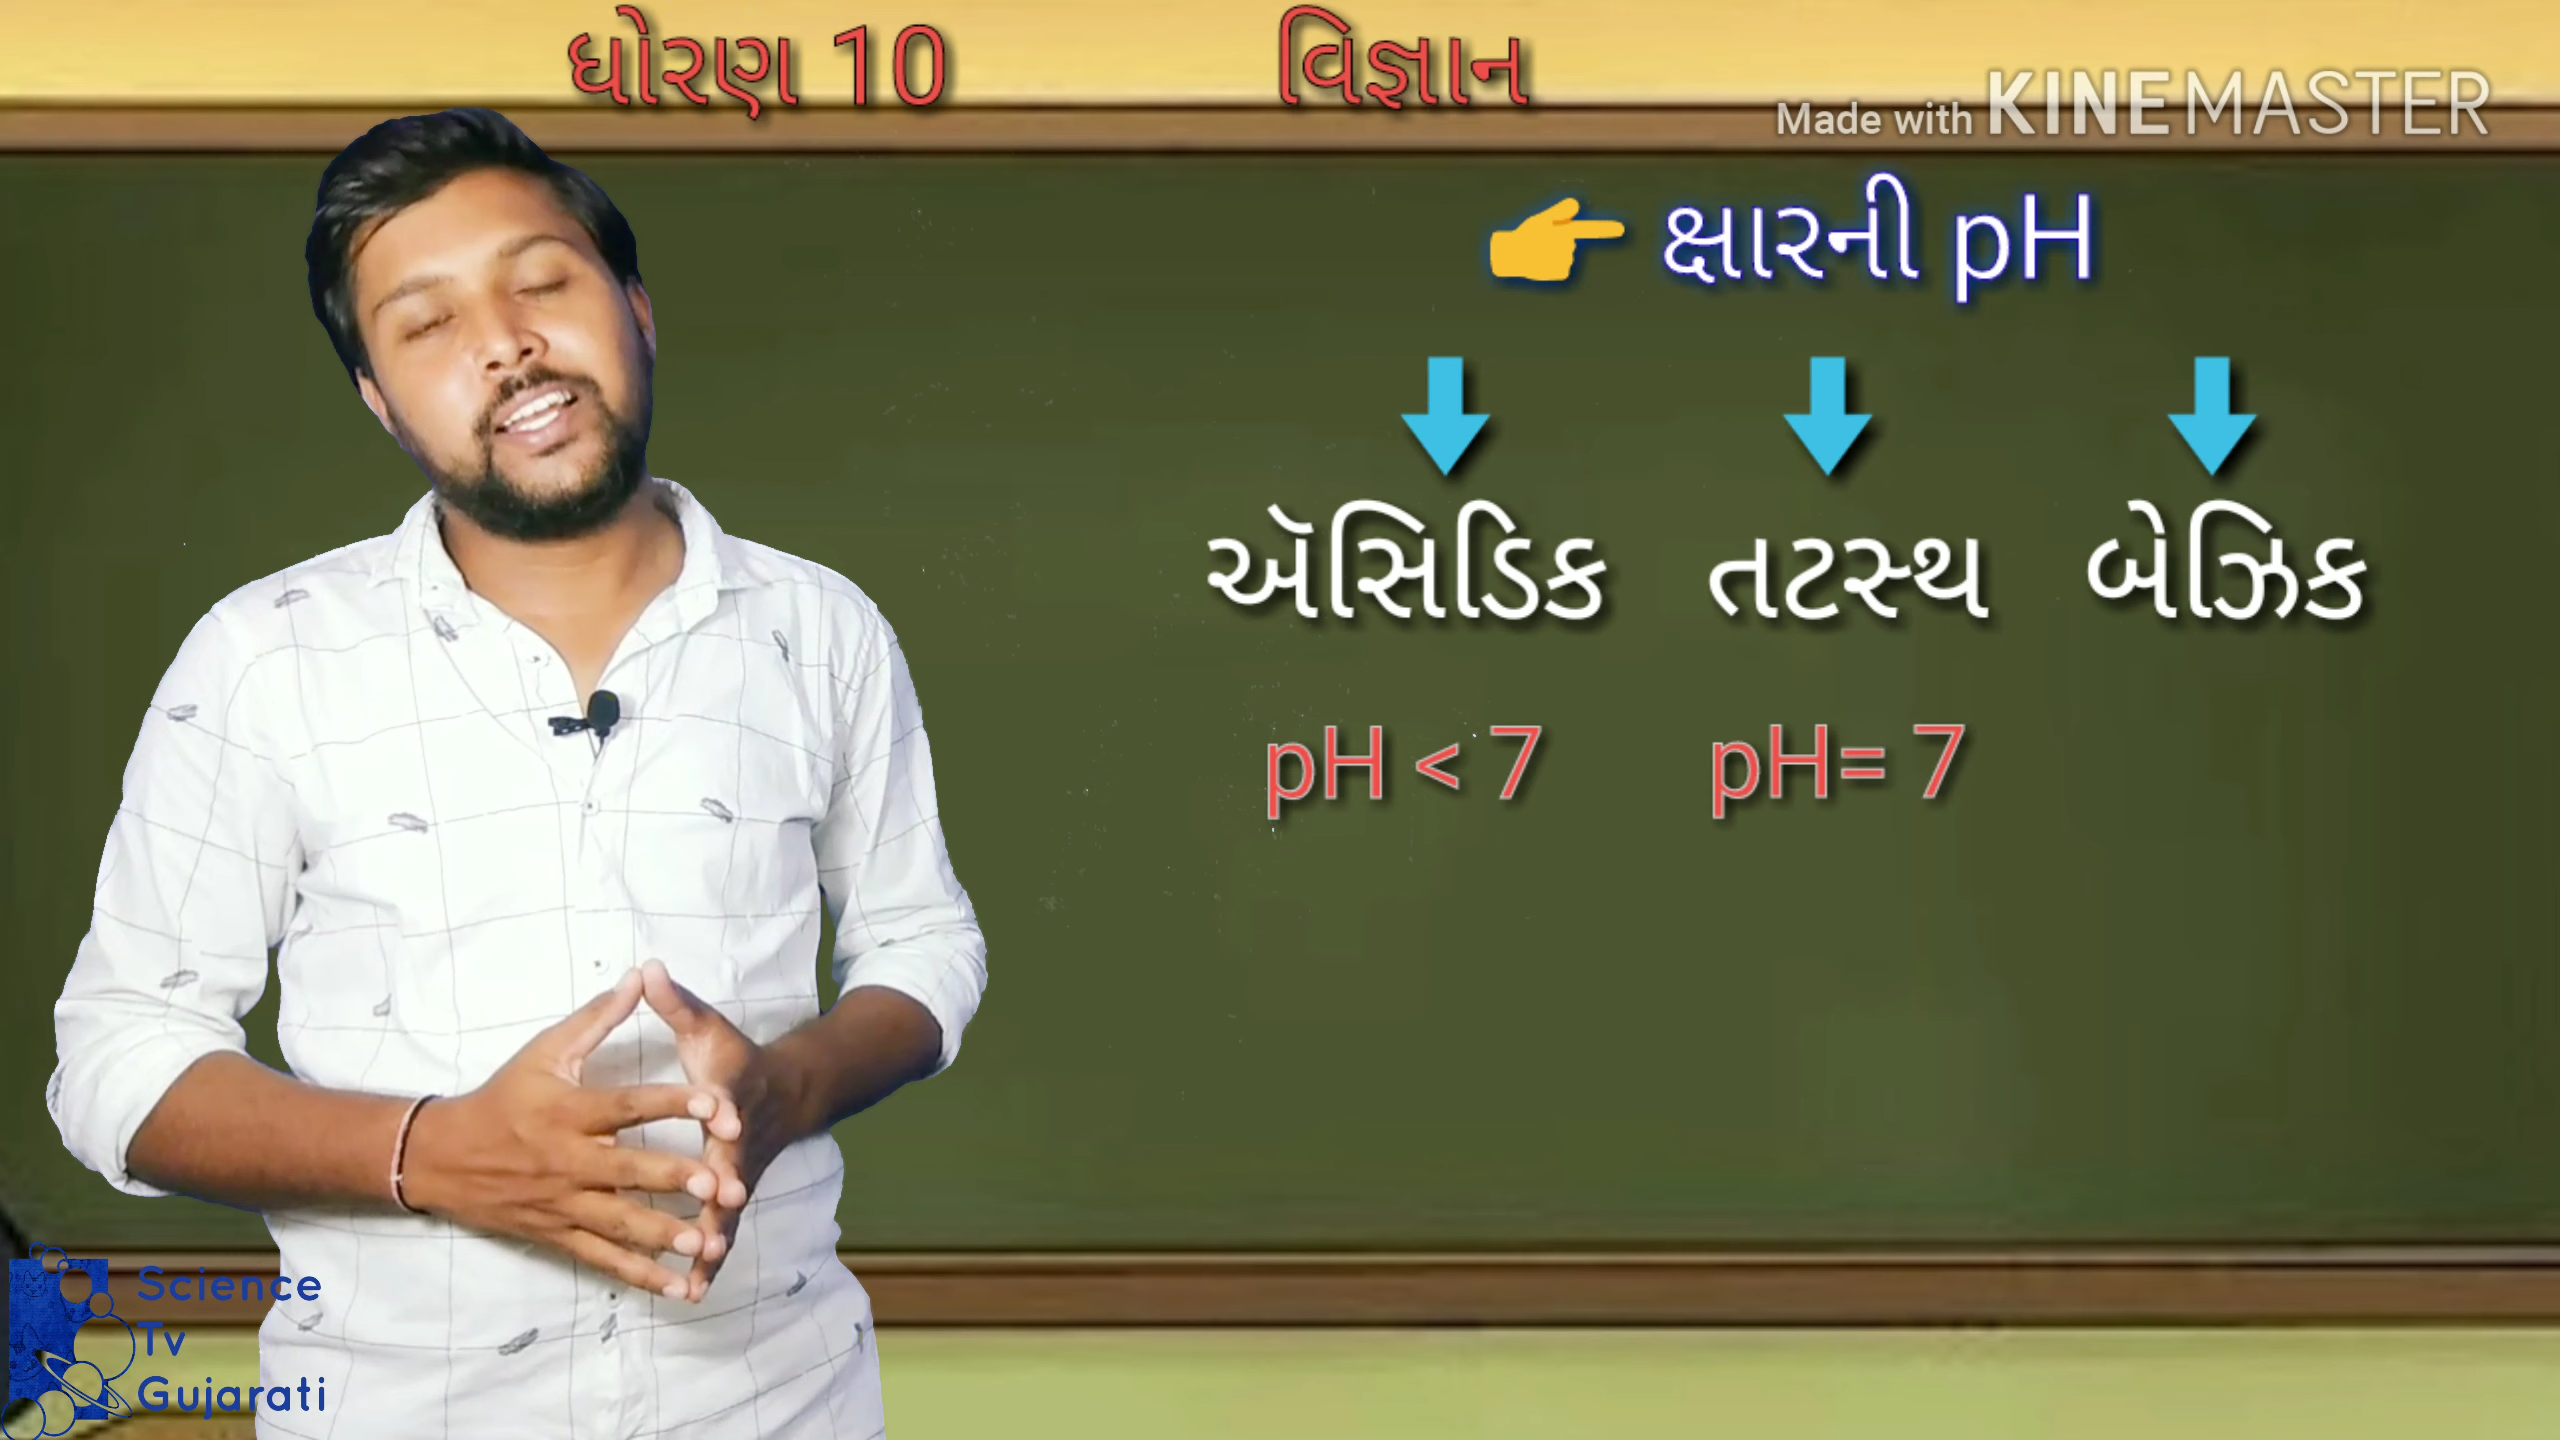 ધોરણ 10 વિજ્ઞાન
Made with KINEMASTER
ક્ષારની pH
ઍસિડિક તટસ્થ બેઝિક
pH < 7 pH= 7
Science
Tv
Gujarati